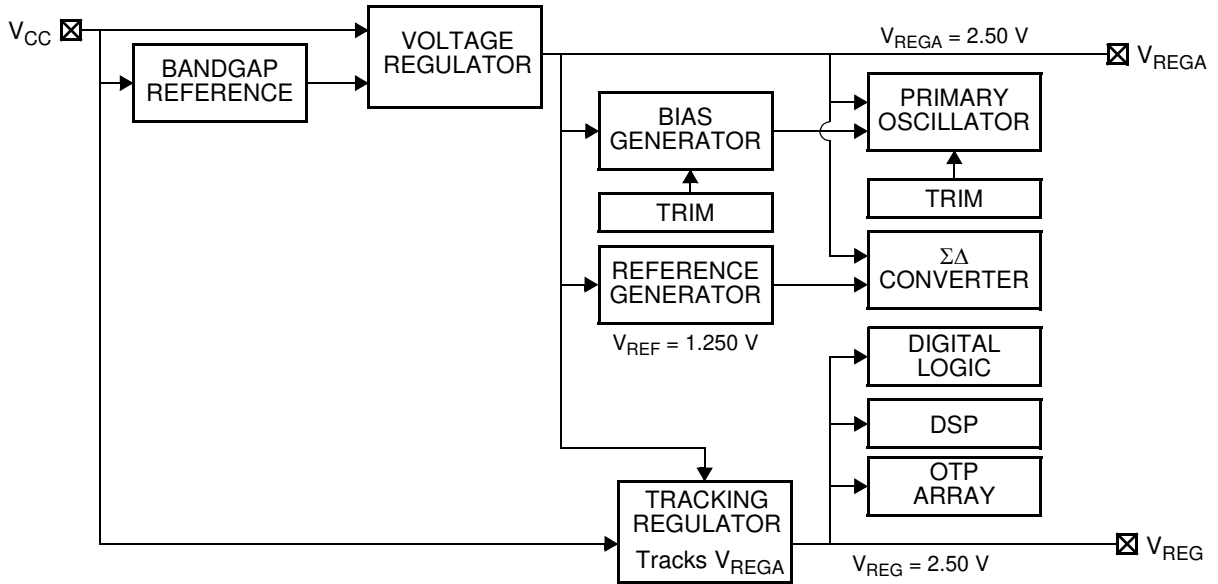 VCC
VOLTAGE
REGULATOR
BANDGAP
REFERENCE
VREGA = 2.50 V
VREGA
BIAS
GENERATOR
PRIMARY
OSCILLATOR
TRIM
TRIM
REFERENCE
GENERATOR
ΣΔ
CONVERTER
VREF = 1.250 V
DIGITAL
LOGIC
DSP
OTP
ARRAY
TRACKING
REGULATOR
Tracks VREGA
VREG = 2.50 V
VREG